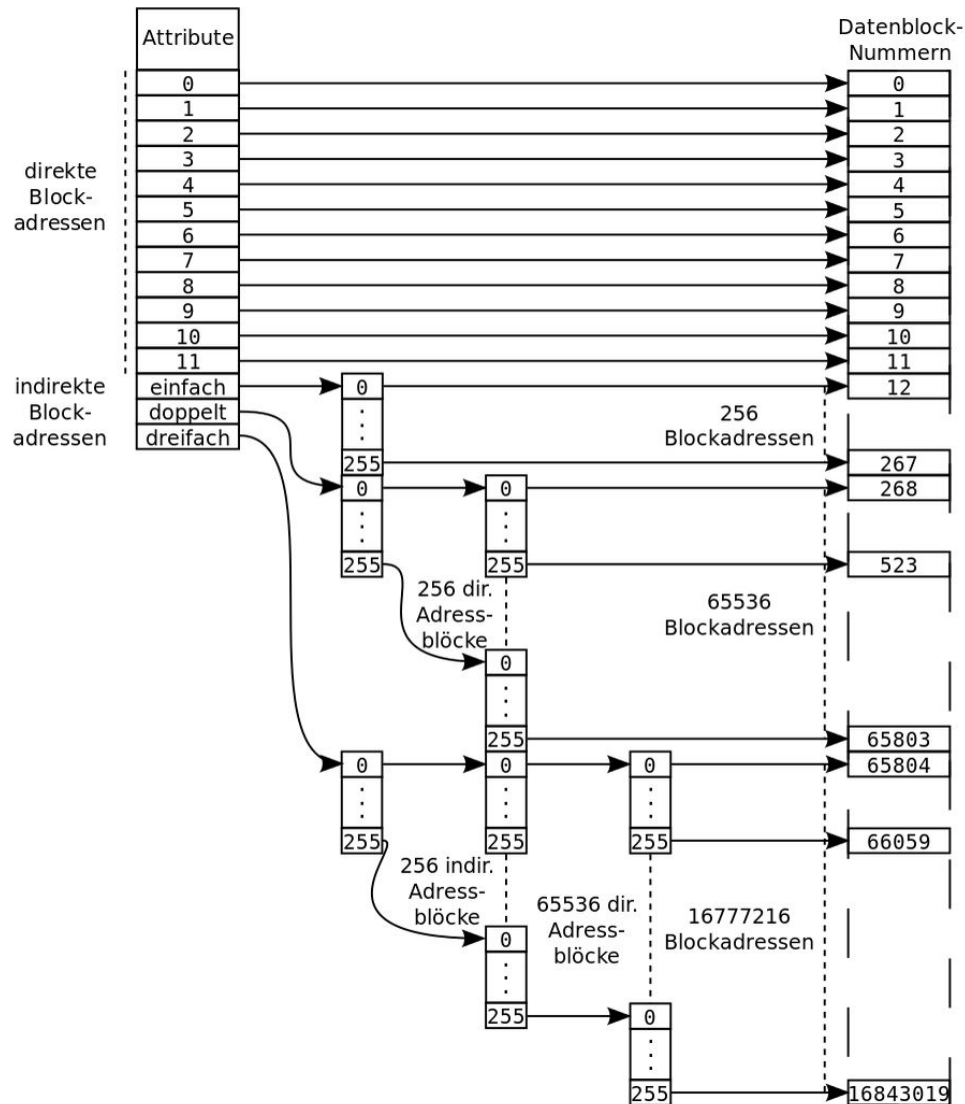 Attribute
Datenblock-
Nummern
direkte
Block-
adressen
0
0
1
1
2
2
3
3
4
4
5
5
6
6
7
7
8
8
9
9
10
10
11
11
indirekte
Block-
adressen
einfach
0
12
doppelt
dreifach
256
Blockadressen
255
267
0
0
268
255
255
523
256 dir.
Adress-
blöcke
65536
Blockadressen
0
255
65803
0
0
0
65804
255
255
255
66059
256 indir.
Adress-
blöcke
65536 dir.
Adress-
blöcke
16777216
Blockadressen
0
255
0
255
16843019